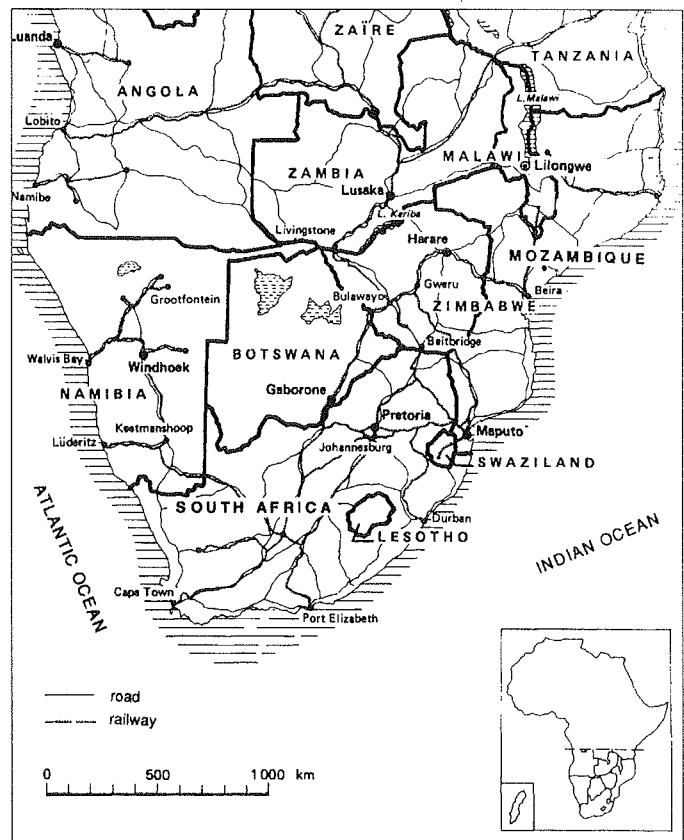 ZAÏRE
Luanda
TANZANIA
ANGOLA
L. Malawi
Lobito
MALAWI
ZAMBIA
Lilongwe
Lusaka
Namibe
L. Kariba
Livingstone
Harare
MOZAMBIQUE
Grootfontein
Gweru
Bulawayo
Beira
ZIMBABWE
Beitbridge
Walvis Bay
BOTSWANA
Windhoek
NAMIBIA
Gaborone
Pretoria
Keetmanshoop
Maputo
Lüderitz
Johannesburg
SWAZILAND
SOUTH AFRICA
Durban
LESOTHO
ATLANTIC OCEAN
INDIAN OCEAN
Cape Town
Port Elizabeth
road
railway
0 500 1000 km